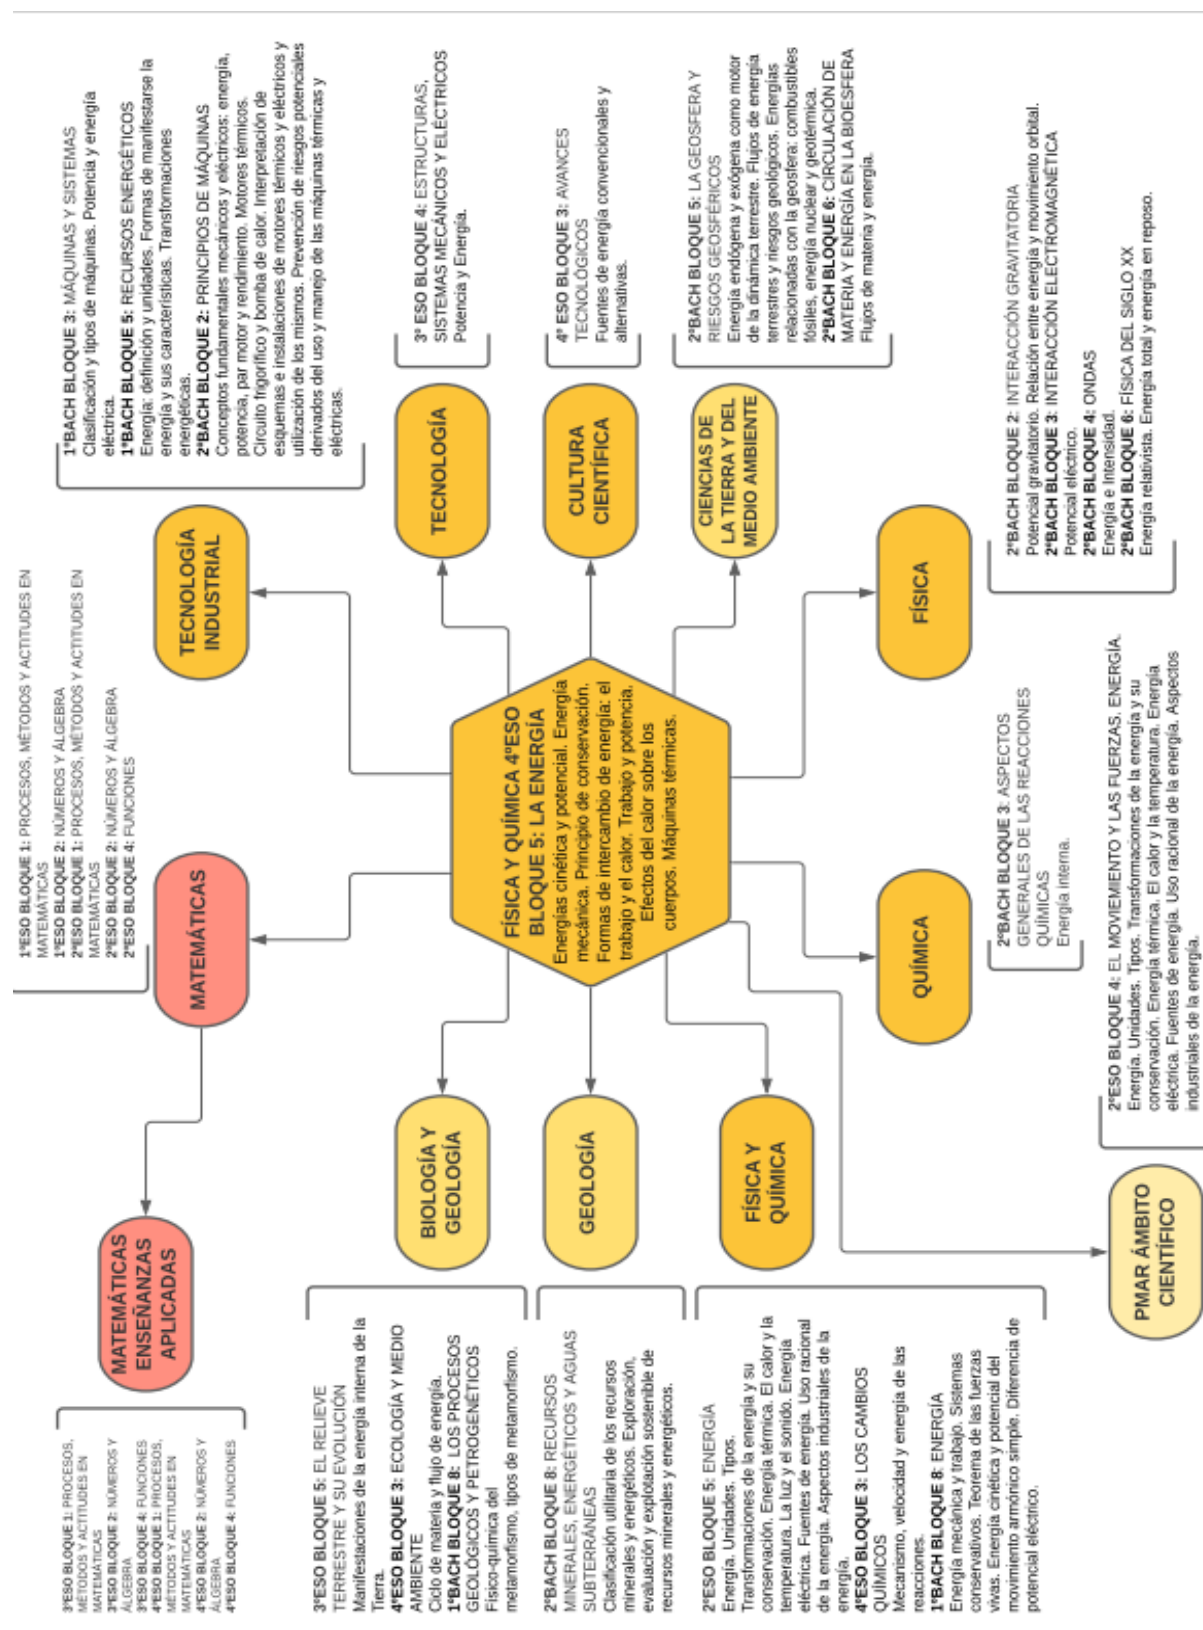 3ºESO BLOQUE 1: PROCESOS,
MÉTODOS Y ACTITUDES EN
MATEMÁTICAS
3ºESO BLOQUE 2: NÚMEROS Y
ÁLGEBRA
3ºESO BLOQUE 4: FUNCIONES
4ºESO BLOQUE 1: PROCESOS,
MÉTODOS Y ACTITUDES EN
MATEMÁTICAS
4ºESO BLOQUE 2: NÚMEROS Y
ÁLGEBRA
4ºESO BLOQUE 4: FUNCIONES
MATEMÁTICAS
ENSEÑANZAS
APLICADAS
1ºESO BLOQUE 1: PROCESOS, MÉTODOS Y ACTITUDES EN
MATEMÁTICAS
1ºESO BLOQUE 2: NÚMEROS Y ÁLGEBRA
2ºESO BLOQUE 1: PROCESOS, MÉTODOS Y ACTITUDES EN
MATEMÁTICAS
2ºESO BLOQUE 2: NÚMEROS Y ÁLGEBRA
2ºESO BLOQUE 4: FUNCIONES
MATEMÁTICAS
TECNOLOGÍA
INDUSTRIAL
1ºBACH BLOQUE 3: MÁQUINAS Y SISTEMAS
Clasificación y tipos de máquinas. Potencia y energía
eléctrica.
1ºBACH BLOQUE 5: RECURSOS ENERGÉTICOS
Energía: definición y unidades. Formas de manifestarse la
energía y sus características. Transformaciones
energéticas.
2ºBACH BLOQUE 2: PRINCIPIOS DE MÁQUINAS
Conceptos fundamentales mecánicos y eléctricos: energía,
potencia, par motor y rendimiento. Motores térmicos.
Circuito frigorífico y bomba de calor. Interpretación de
esquemas e instalaciones de motores térmicos y eléctricos y
utilización de los mismos. Prevención de riesgos potenciales
derivados del uso y manejo de las máquinas térmicas y
eléctricas.
3ºESO BLOQUE 5: EL RELIEVE
TERRESTRE Y SU EVOLUCIÓN
Manifestaciones de la energía interna de la
Tierra.
4ºESO BLOQUE 3: ECOLOGÍA Y MEDIO
AMBIENTE
Ciclo de materia y flujo de energía.
1ºBACH BLOQUE 8: LOS PROCESOS
GEOLÓGICOS Y PETROGENÉTICOS
Físico-química del
metamorfismo, tipos de metamorfismo.
BIOLOGÍA Y
GEOLOGÍA
TECNOLOGÍA
3º ESO BLOQUE 4: ESTRUCTURAS,
SISTEMAS MECÁNICOS Y ELÉCTRICOS
Potencia y Energía.
FÍSICA Y QUÍMICA 4ºESO
BLOQUE 5: LA ENERGÍA
Energías cinética y potencial. Energía
mecánica. Principio de conservación.
Formas de intercambio de energía: el
trabajo y el calor. Trabajo y potencia.
Efectos del calor sobre los
cuerpos. Máquinas térmicas.
2ºBACH BLOQUE 8: RECURSOS
MINERALES, ENERGÉTICOS Y AGUAS
SUBTERRÁNEAS
Clasificación utilitaria de los recursos
minerales y energéticos. Exploración,
evaluación y explotación sostenible de
recursos minerales y energéticos.
GEOLOGÍA
CULTURA
CIENTÍFICA
4º ESO BLOQUE 3: AVANCES
TECNOLÓGICOS
Fuentes de energía convencionales y
alternativas.
2ºESO BLOQUE 5: ENERGÍA
Energía. Unidades. Tipos.
Transformaciones de la energía y su
conservación. Energía térmica. El calor y la
temperatura. La luz y el sonido. Energía
eléctrica. Fuentes de energía. Uso racional
de la energía. Aspectos industriales de la
energía.
4ºESO BLOQUE 3: LOS CAMBIOS
QUÍMICOS
Mecanismo, velocidad y energía de las
reacciones.
1ºBACH BLOQUE 8: ENERGÍA
Energía mecánica y trabajo. Sistemas
conservativos. Teorema de las fuerzas
vivas. Energía cinética y potencial del
movimiento armónico simple. Diferencia de
potencial eléctrico.
FÍSICA Y
QUÍMICA
CIENCIAS DE
LA TIERRA Y DEL
MEDIO AMBIENTE
2ºBACH BLOQUE 5: LA GEOSFERA Y
RIESGOS GEOSFÉRICOS
Energía endógena y exógena como motor
de la dinámica terrestre. Flujos de energía
terrestres y riesgos geológicos. Energías
relacionadas con la geosfera: combustibles
fósiles, energía nuclear y geotérmica.
2ºBACH BLOQUE 6: CIRCULACIÓN DE
MATERIA Y ENERGÍA EN LA BIOESFERA
Flujos de materia y energía.
QUÍMICA
2ºBACH BLOQUE 3: ASPECTOS
GENERALES DE LAS REACCIONES
QUÍMICAS
Energía interna.
FÍSICA
2ºBACH BLOQUE 2: INTERACCIÓN GRAVITATORIA
Potencial gravitatorio. Relación entre energía y movimiento orbital.
2ºBACH BLOQUE 3: INTERACCIÓN ELECTROMAGNÉTICA
Potencial eléctrico.
2ºBACH BLOQUE 4: ONDAS
Energía e Intensidad.
2ºBACH BLOQUE 6: FÍSICA DEL SIGLO XX
Energía relativista. Energía total y energía en reposo.
PMAR ÁMBITO
CIENTÍFICO
2ºESO BLOQUE 4: EL MOVIEMIENTO Y LAS FUERZAS. ENERGÍA.
Energía. Unidades. Tipos. Transformaciones de la energía y su
conservación. Energía térmica. El calor y la temperatura. Energía
eléctrica. Fuentes de energía. Uso racional de la energía. Aspectos
industriales de la energía.